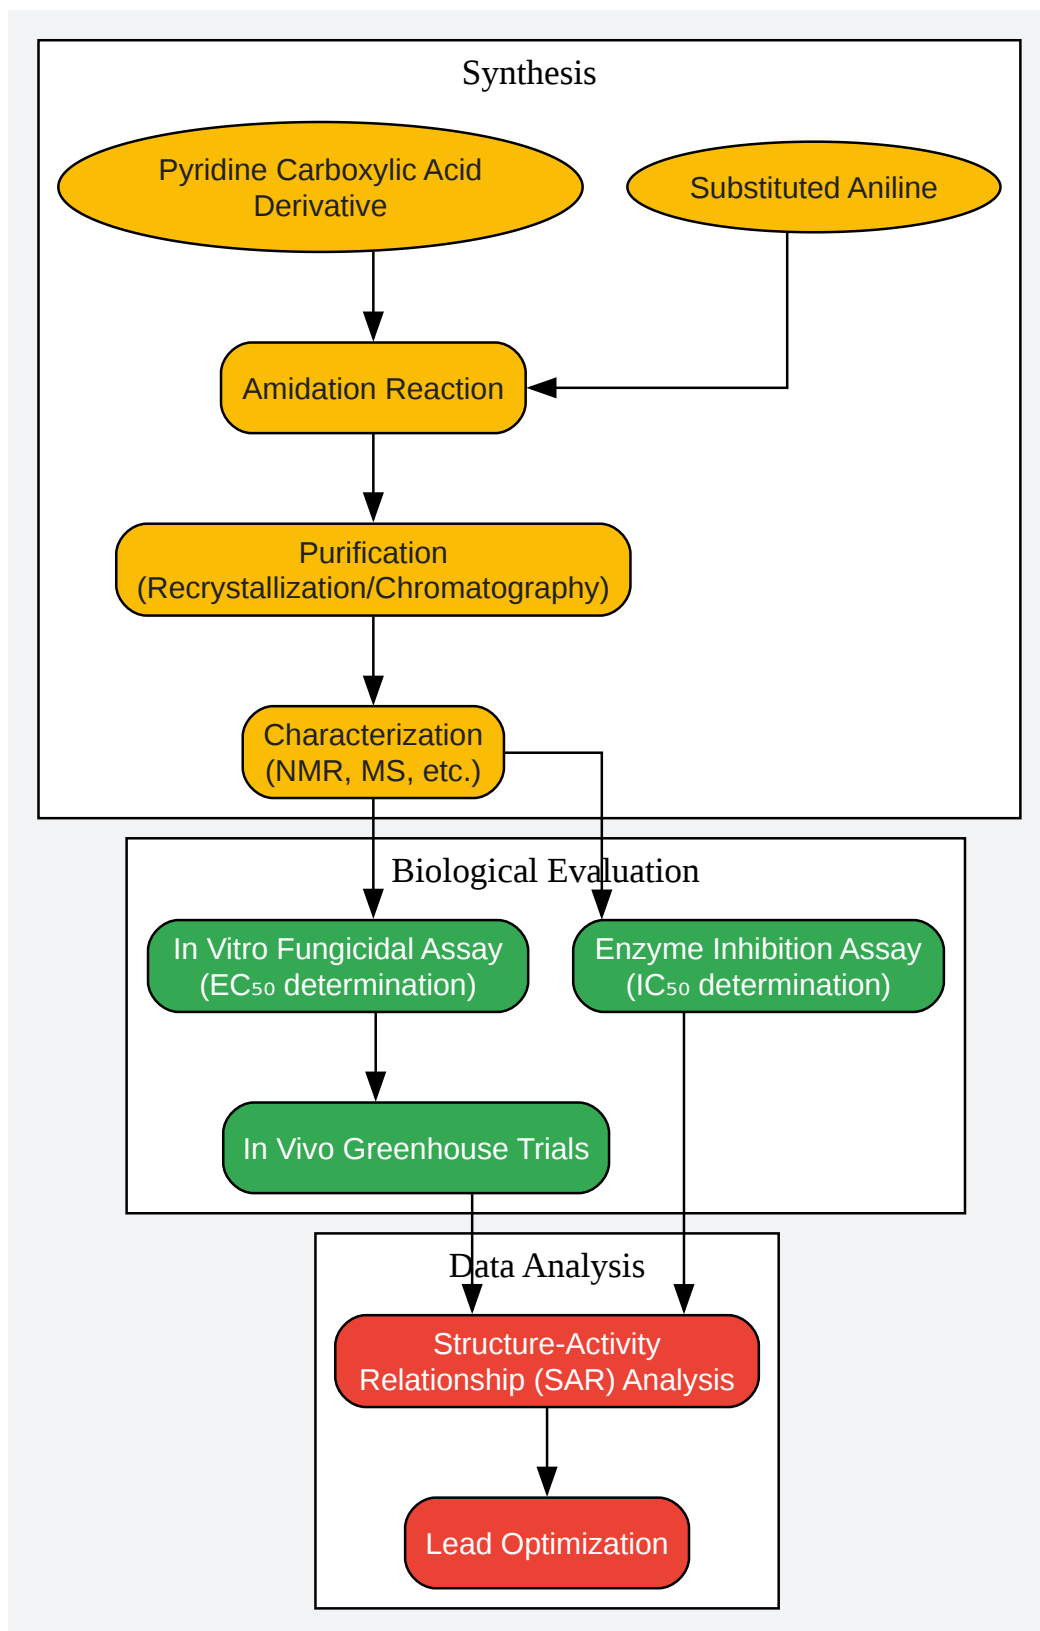 Synthesis
Pyridine Carboxylic Acid
Derivative
Substituted Aniline
Amidation Reaction
Purification
(Recrystallization/Chromatography)
Characterization
(NMR, MS, etc.)
Biological Evaluation
In Vitro Fungicidal Assay
(EC₅₀ determination)
Enzyme Inhibition Assay
(IC₅₀ determination)
In Vivo Greenhouse Trials
Data Analysis
Structure-Activity
Relationship (SAR) Analysis
Lead Optimization